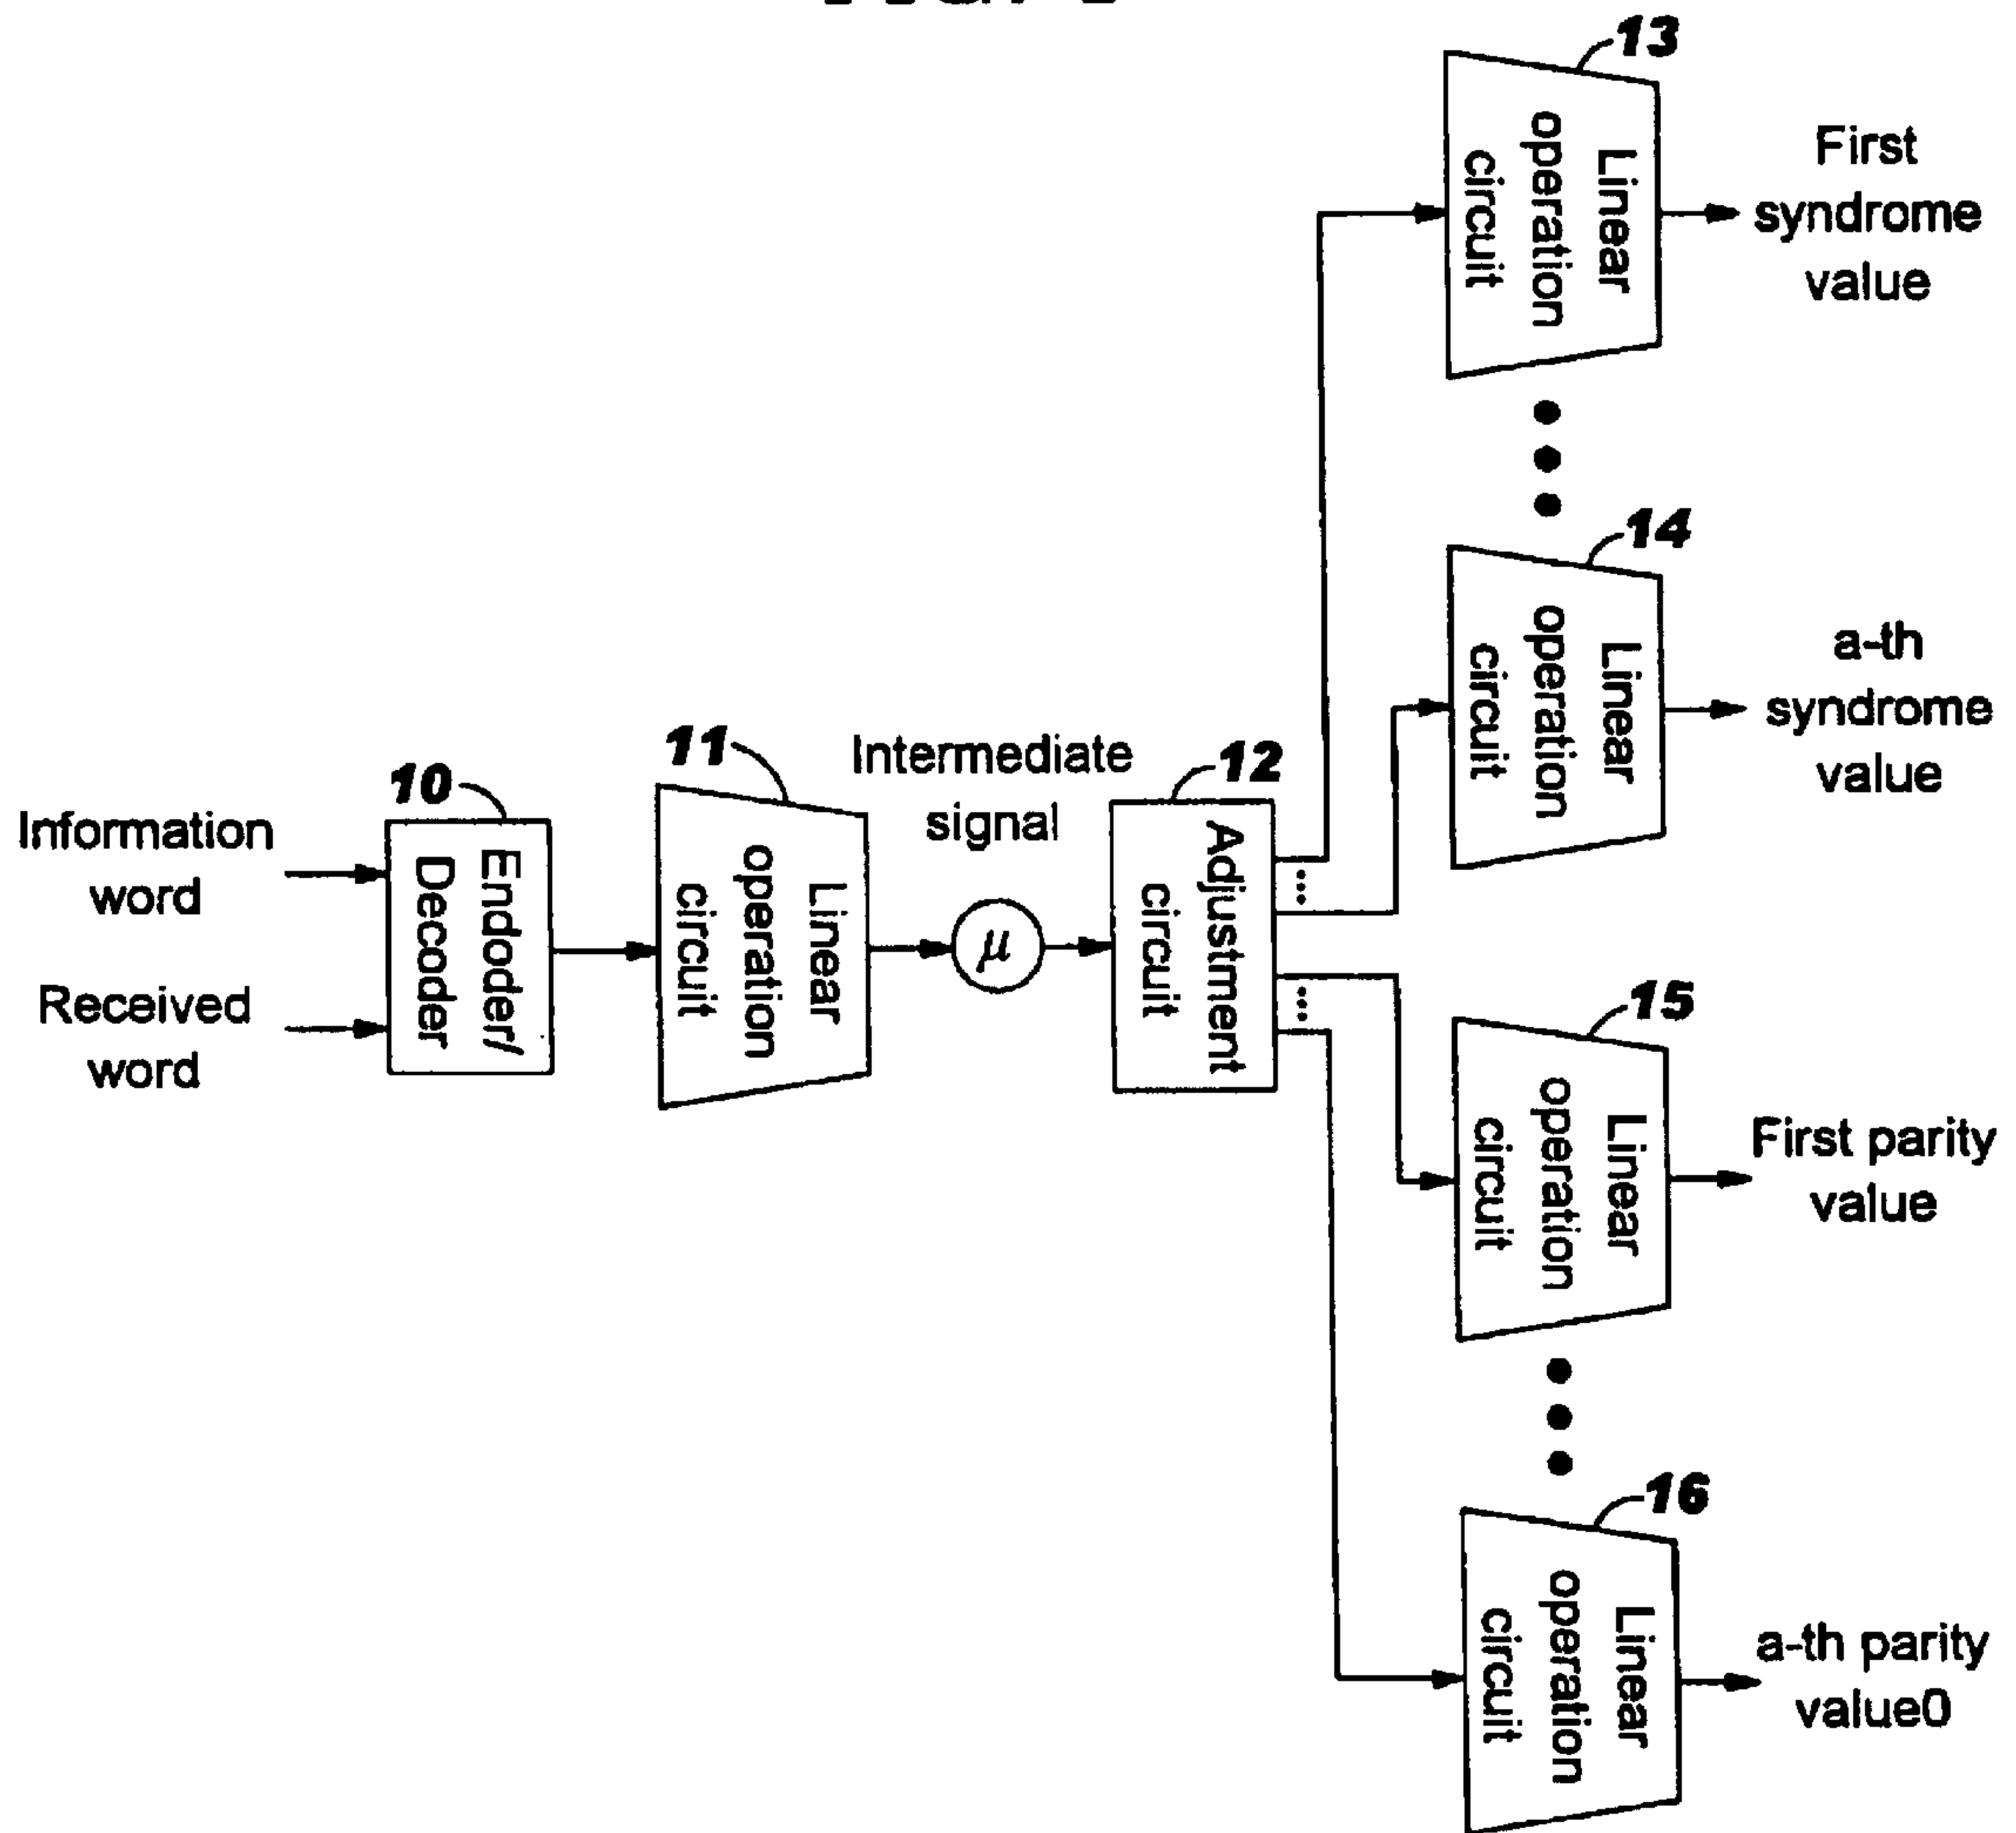 13
Linear
operation
circuit
First
syndrome
value
14
Linear
operation
circuit
a-th
syndrome
value
10
Information
word
Received
word
Endoder/
Decoder
11
Linear
operation
circuit
Intermediate
signal
μ
12
Adjustment
circuit
15
Linear
operation
circuit
First parity
value
16
Linear
operation
circuit
a-th parity
value0